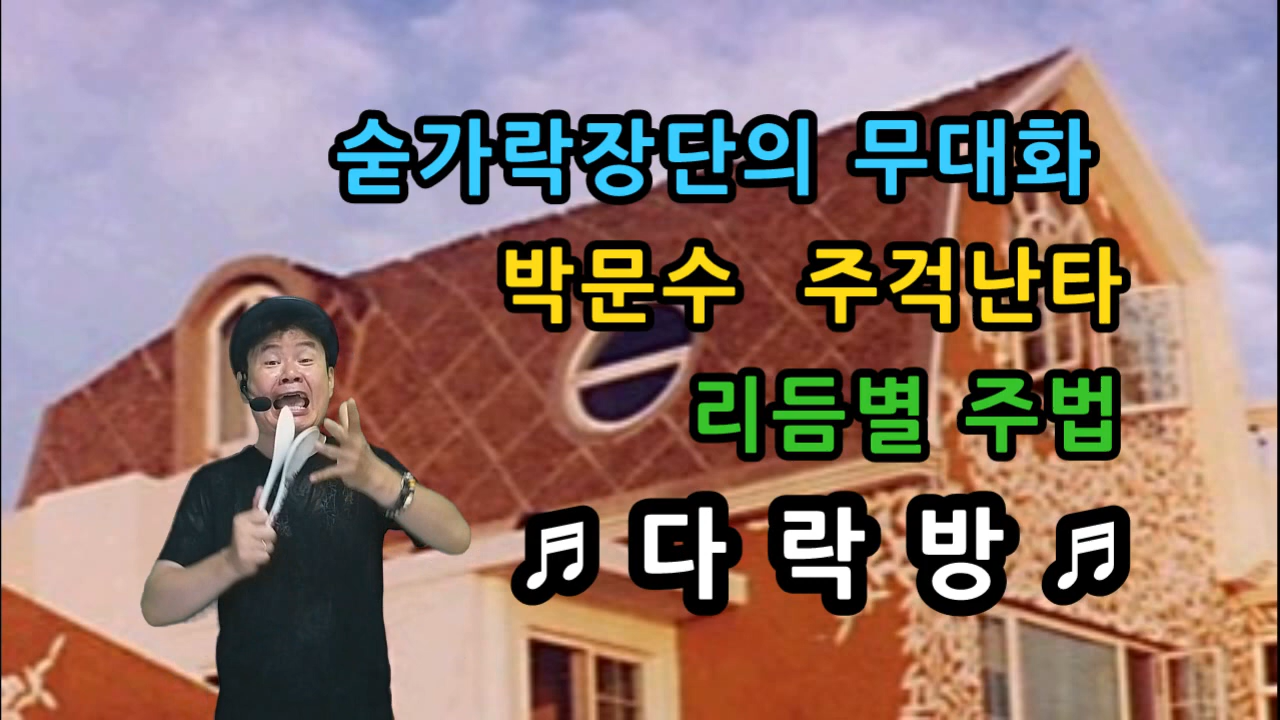 숟가락장단의 무대화
박문수 주걱난타
리듬별 주법
♬ 다 락 방 ♬